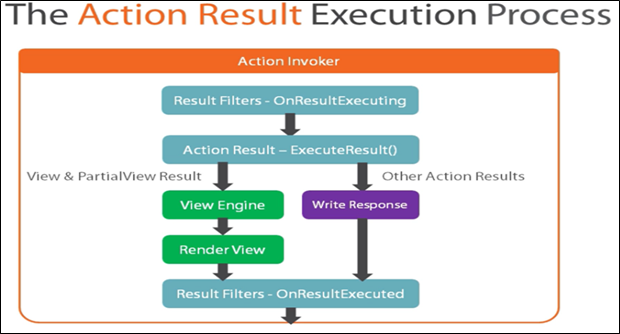 The Action Result Execution Process
Action Invoker
Result Filters - OnResultExecuting
Action Result – ExecuteResult()
View & PartialView Result
Other Action Results
View Engine
Write Response
Render View
Result Filters - OnResultExecuted